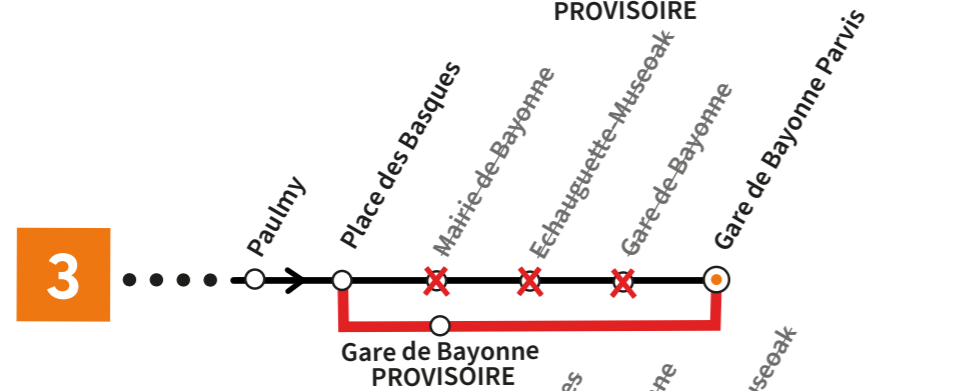 PROVISOIRE
3
Paulmy
Place des Basques
Mairie de Bayonne
Echauguette Museoak
Gare de Bayonne
Gare de Bayonne Parvis
Gare de Bayonne
PROVISOIRE